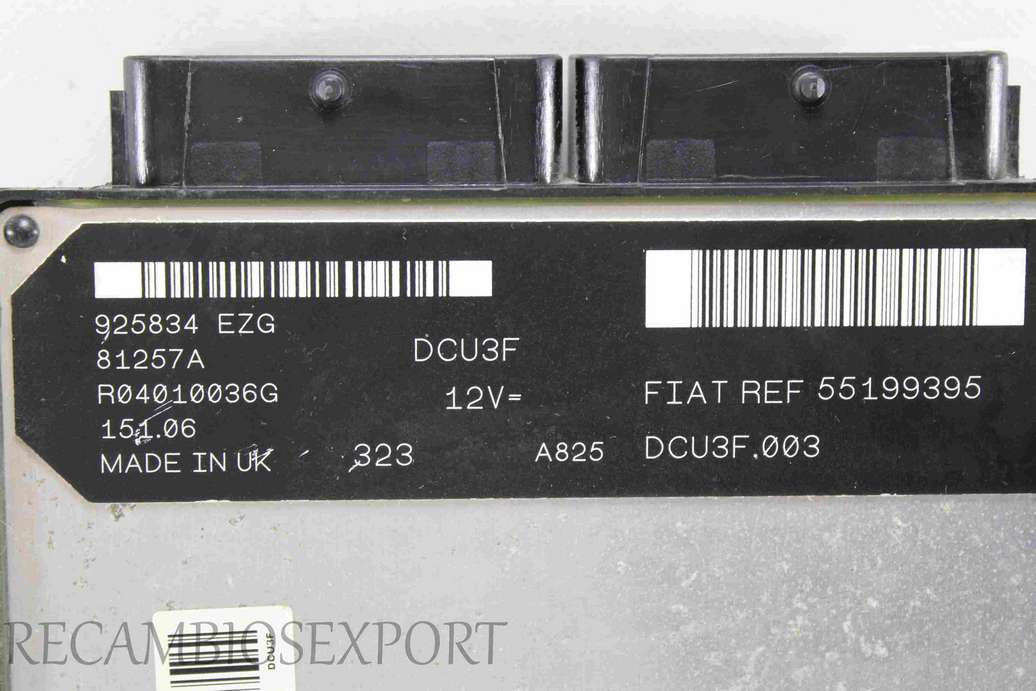 925834 EZG
81257A
R04010036G
151.06
MADE IN UK
DCU3F
12V=
323
A825
FIAT REF 55199395
DCU3F.003
DCU3F
RECAMBIOSEXPORT